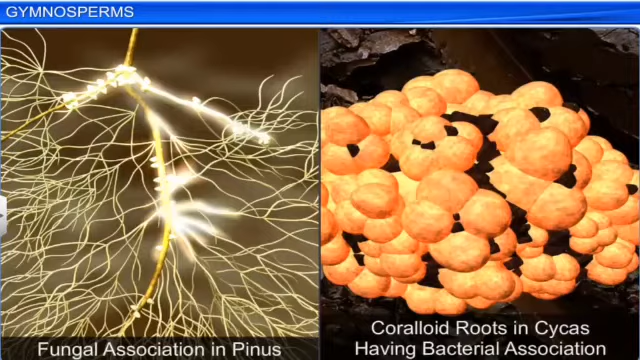 GYMNOSPERMS
Fungal Association in Pinus
Coralloid Roots in Cycas
Having Bacterial Association